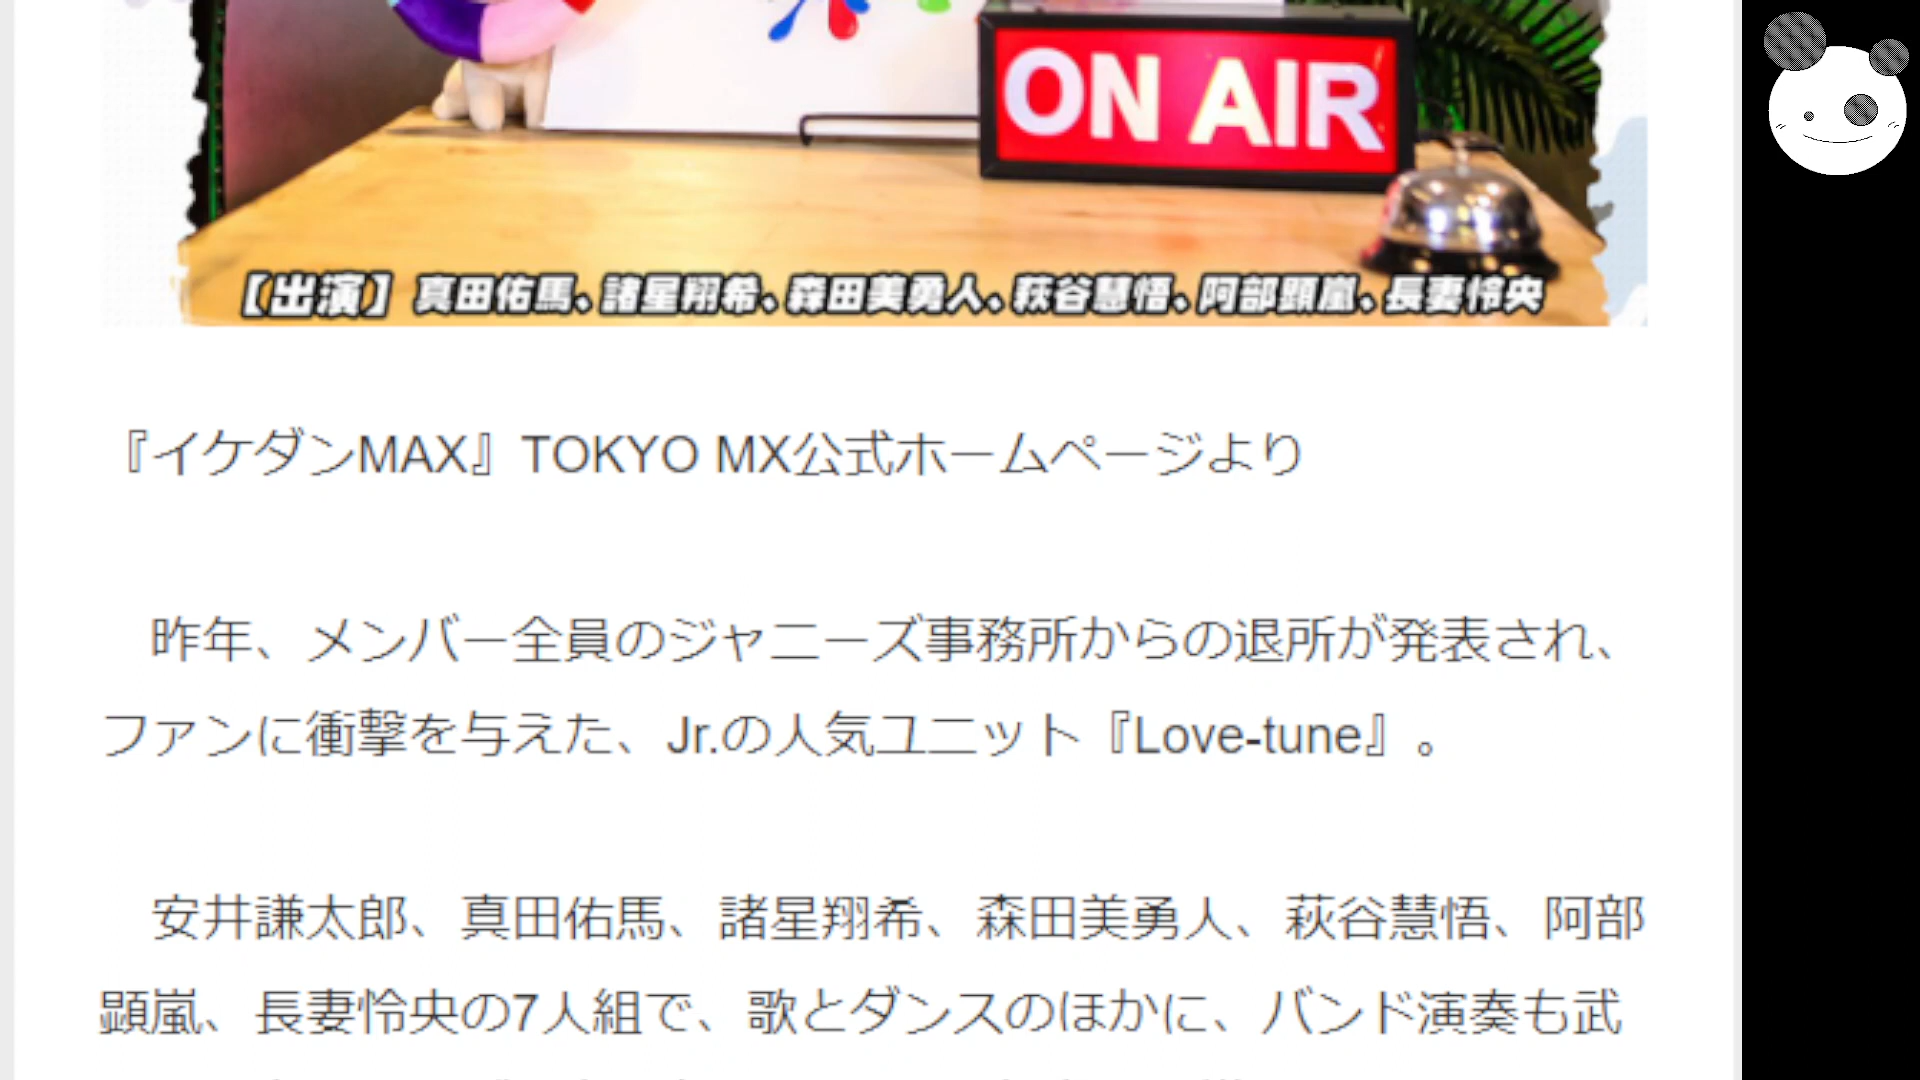 ON AIR
【出演】真田佑馬、諸星翔希、森田美勇人、萩谷慧悟、阿部顕嵐、長妻怜央
『イケダンMAX』TOKYO MX公式ホームページより
昨年、メンバー全員のジャニーズ事務所からの退所が発表され、
ファンに衝撃を与えた、Jr.の人気ユニット『Love-tune』。
安井謙太郎、真田佑馬、諸星翔希、森田美勇人、萩谷慧悟、阿部
顕嵐、長妻怜央の7人組で、歌とダンスのほかに、バンド演奏も武